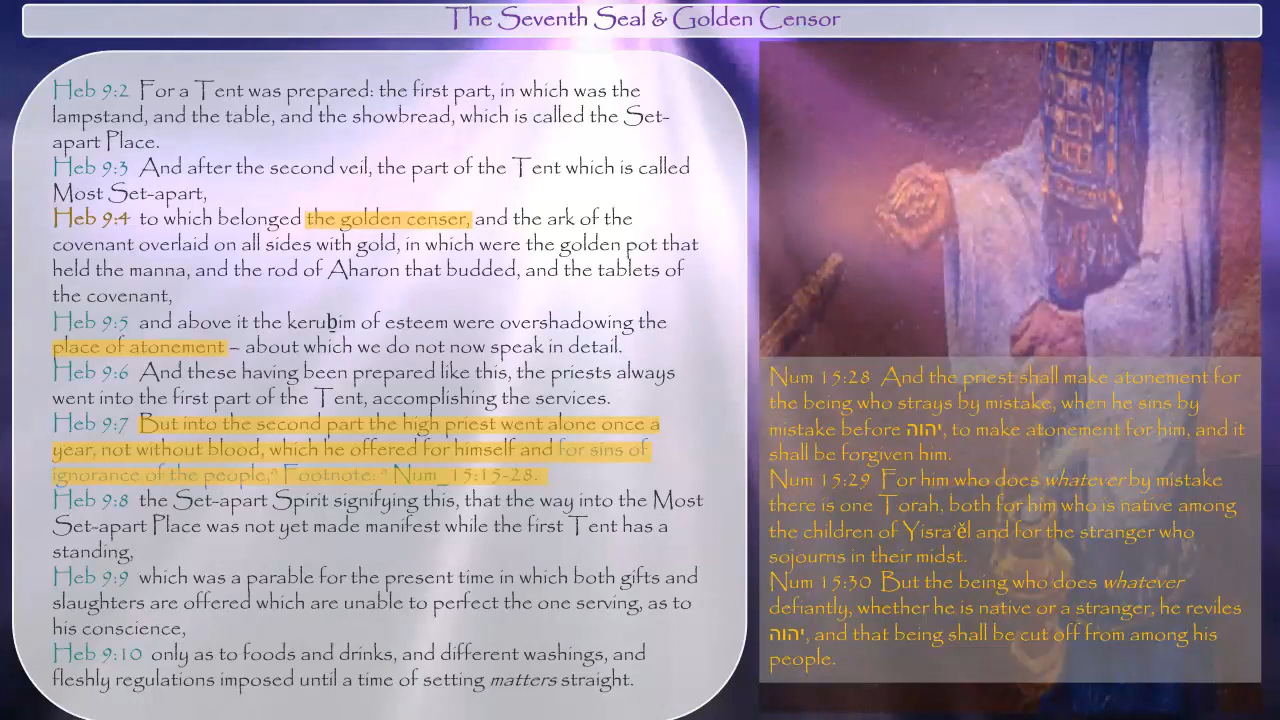 The Seventh Seal & Golden Censor
Heb 9:2 For a Tent was prepared: the first part, in which was the
lampstand, and the table, and the showbread, which is called the Set-
apart Place.
Heb 9:3 And after the second veil, the part of the Tent which is called
Most Set-apart,
Heb 9:4 to which belonged the golden censer, and the ark of the
covenant overlaid on all sides with gold, in which were the golden pot that
held the manna, and the rod of Aharon that budded, and the tablets of
the covenant,
Heb 9:5 and above it the keruḇim of esteem were overshadowing the
place of atonement – about which we do not now speak in detail.
Heb 9:6 And these having been prepared like this, the priests always
went into the first part of the Tent, accomplishing the services.
Heb 9:7 But into the second part the high priest went alone once a
year, not without blood, which he offered for himself and for sins of
ignorance of the people,ᵃ Footnote: ᵃ Num_15:15-28.
Heb 9:8 the Set-apart Spirit signifying this, that the way into the Most
Set-apart Place was not yet made manifest while the first Tent has a
standing,
Heb 9:9 which was a parable for the present time in which both gifts and
slaughters are offered which are unable to perfect the one serving, as to
his conscience,
Heb 9:10 only as to foods and drinks, and different washings, and
fleshly regulations imposed until a time of setting matters straight.
Num 15:28 And the priest shall make atonement for
the being who strays by mistake, when he sins by
mistake before יהוה, to make atonement for him, and it
shall be forgiven him.
Num 15:29 For him who does whatever by mistake
there is one Torah, both for him who is native among
the children of Yisra'ěl and for the stranger who
sojourns in their midst.
Num 15:30 But the being who does whatever
defiantly, whether he is native or a stranger, he reviles
יהוה, and that being shall be cut off from among his
people.